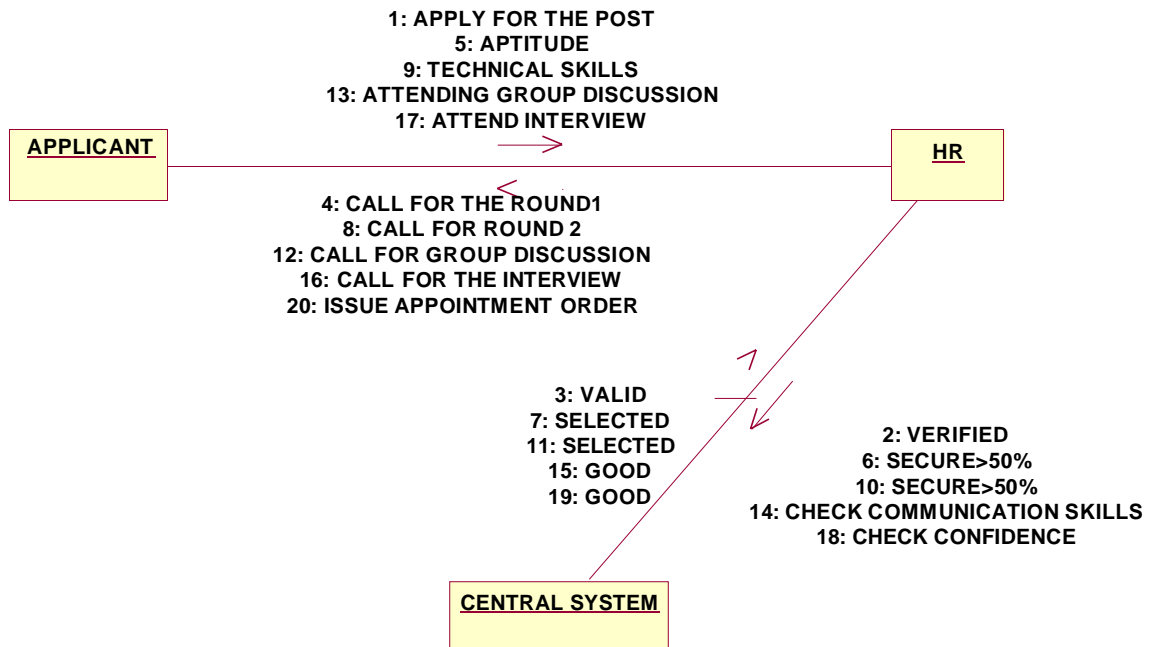 1: APPLY FOR THE POST
5: APTITUDE
9: TECHNICAL SKILLS
13: ATTENDING GROUP DISCUSSION
17: ATTEND INTERVIEW
APPLICANT
HR
4: CALL FOR THE ROUND1
8: CALL FOR ROUND 2
12: CALL FOR GROUP DISCUSSION
16: CALL FOR THE INTERVIEW
20: ISSUE APPOINTMENT ORDER
3: VALID
7: SELECTED
11: SELECTED
15: GOOD
19: GOOD
2: VERIFIED
6: SECURE>50%
10: SECURE>50%
14: CHECK COMMUNICATION SKILLS
18: CHECK CONFIDENCE
CENTRAL SYSTEM